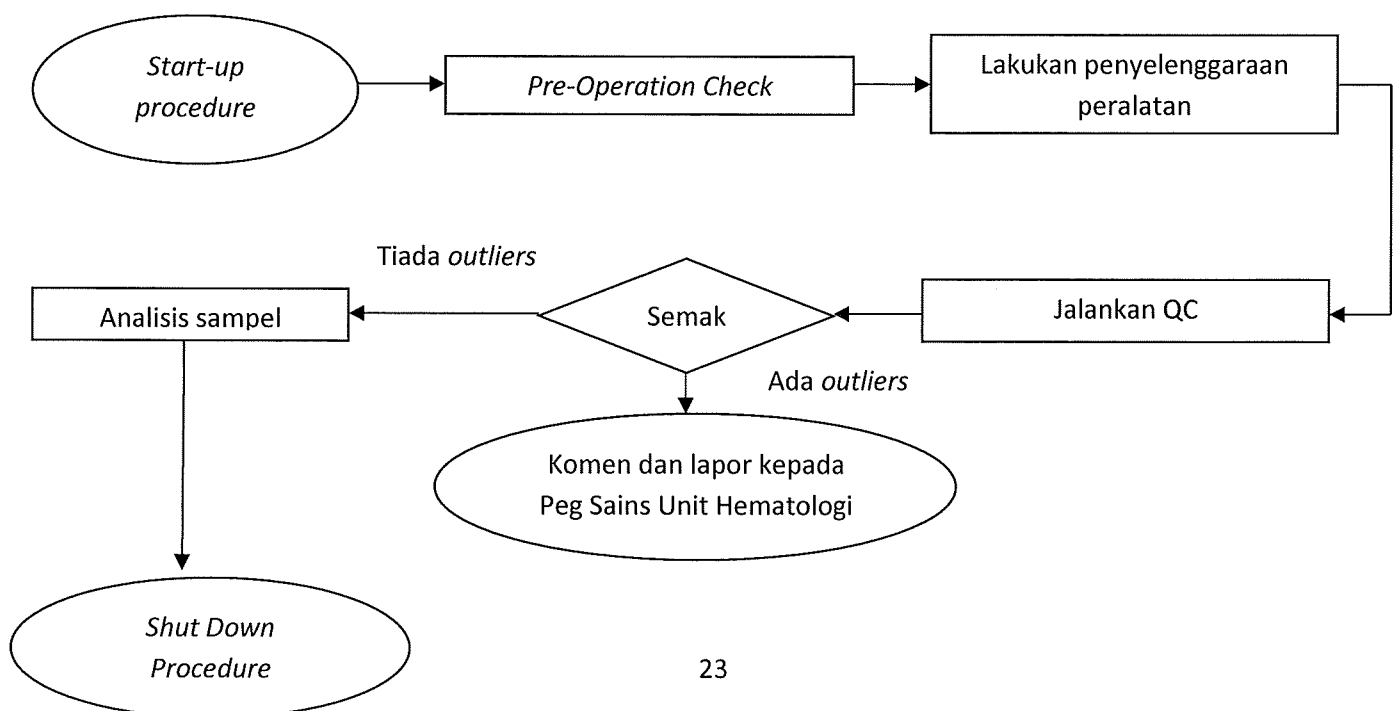 Start-up
procedure
Pre-Operation Check
Lakukan penyelenggaraan
peralatan
Jalankan QC
Semak
Tiada outliers
Analisis sampel
Ada outliers
Komen dan lapor kepada
Peg Sains Unit Hematologi
Shut Down
Procedure
23